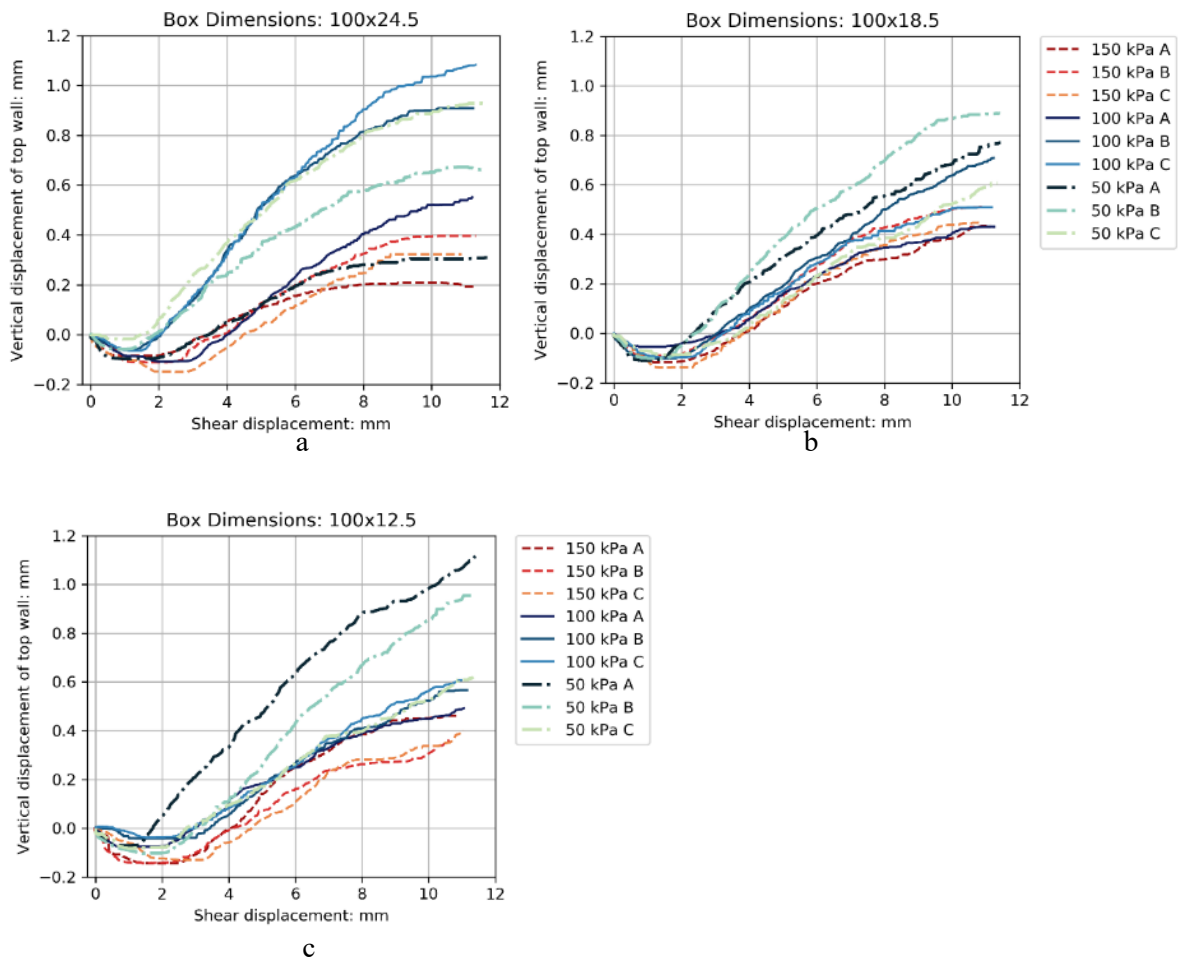 Box Dimensions: 100x24.5
1.2
1.0
0.8
0.6
0.4
0.2
0.0
−0.2
Vertical displacement of top wall: mm
0 2 4 6 8 10 12
Shear displacement: mm
a
Box Dimensions: 100x18.5
1.2
1.0
0.8
0.6
0.4
0.2
0.0
−0.2
Vertical displacement of top wall: mm
0 2 4 6 8 10 12
Shear displacement: mm
b
150 kPa A
150 kPa B
150 kPa C
100 kPa A
100 kPa B
100 kPa C
50 kPa A
50 kPa B
50 kPa C
Box Dimensions: 100x12.5
1.2
1.0
0.8
0.6
0.4
0.2
0.0
−0.2
Vertical displacement of top wall: mm
0 2 4 6 8 10 12
Shear displacement: mm
c
150 kPa A
150 kPa B
150 kPa C
100 kPa A
100 kPa B
100 kPa C
50 kPa A
50 kPa B
50 kPa C